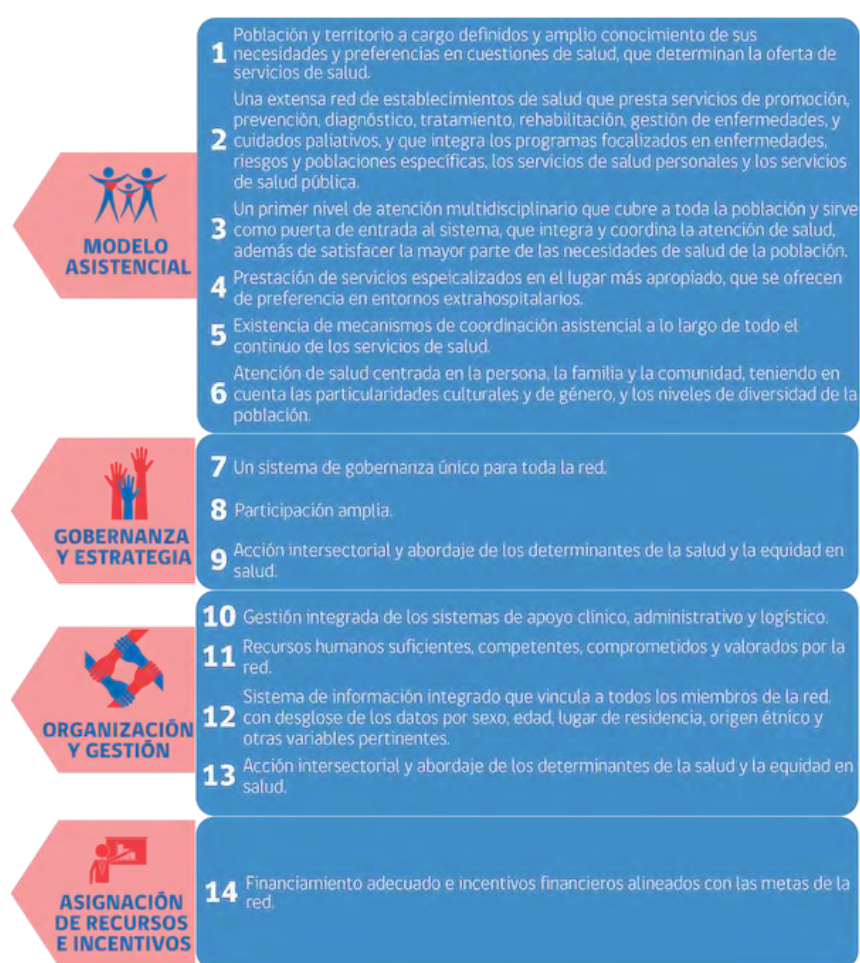 MODELO
ASISTENCIAL
1 Población y territorio a cargo definidos y amplio conocimiento de sus
necesidades y preferencias en cuestiones de salud, que determinan la oferta de
servicios de salud.
2 Una extensa red de establecimientos de salud que presta servicios de promoción,
prevención, diagnóstico, tratamiento, rehabilitación, gestión de enfermedades, y
cuidados paliativos, y que integra los programas focalizados en enfermedades,
riesgos y poblaciones específicas, los servicios de salud personales y los servicios
de salud pública.
3 Un primer nivel de atención multidisciplinario que cubre a toda la población y sirve
como puerta de entrada al sistema, que integra y coordina la atención de salud,
además de satisfacer la mayor parte de las necesidades de salud de la población.
4 Prestación de servicios espeicalizados en el lugar más apropiado, que se ofrecen
de preferencia en entornos extrahospitalarios.
5 Existencia de mecanismos de coordinación asistencial a lo largo de todo el
continuo de los servicios de salud.
6 Atención de salud centrada en la persona, la familia y la comunidad, teniendo en
cuenta las particularidades culturales y de género, y los niveles de diversidad de la
población.
GOBERNANZA
Y ESTRATEGIA
7 Un sistema de gobernanza único para toda la red.
8 Participación amplia.
9 Acción intersectorial y abordaje de los determinantes de la salud y la equidad en
salud.
ORGANIZACIÓN
Y GESTIÓN
10 Gestión integrada de los sistemas de apoyo clínico, administrativo y logístico.
11 Recursos humanos suficientes, competentes, comprometidos y valorados por la
red.
12 Sistema de información integrado que vincula a todos los miembros de la red,
con desglose de los datos por sexo, edad, lugar de residencia, origen étnico y
otras variables pertinentes.
13 Acción intersectorial y abordaje de los determinantes de la salud y la equidad en
salud.
ASIGNACIÓN
DE RECURSOS
E INCENTIVOS
14 Financiamiento adecuado e incentivos financieros alineados con las metas de la
red.